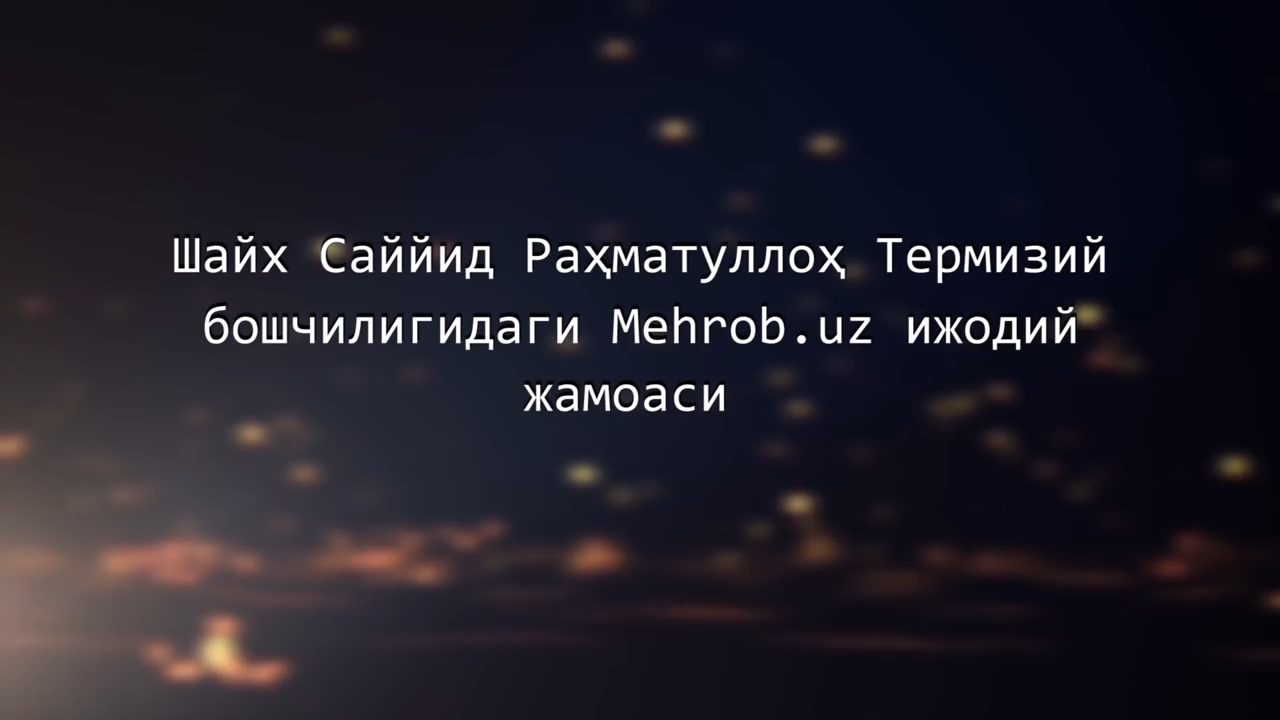 Шайх Саййид Раҳматуллоҳ Термизий
бошчилигидаги Mehrob.uz ижодий
жамоаси